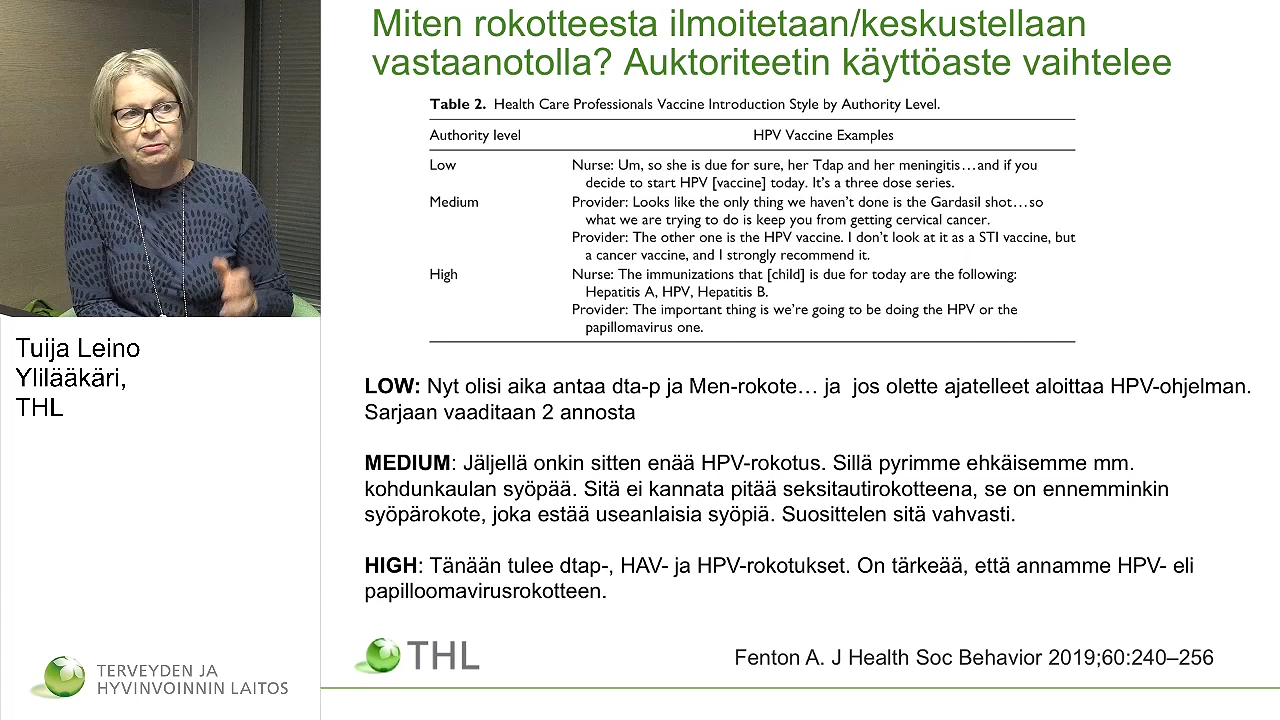 Miten rokotteesta ilmoitetaan/keskustellaan
vastaanotolla? Auktoriteetin käyttöaste vaihtelee
Table 2. Health Care Professionals Vaccine Introduction Style by Authority Level.
Authority level HPV Vaccine Examples
Low Nurse: Um, so she is due for sure, her Tdap and her meningitis…and if you
decide to start HPV [vaccine] today. It's a three dose series.
Medium Provider: Looks like the only thing we haven't done is the Gardasil shot…so
what we are trying to do is keep you from getting cervical cancer.
Provider: The other one is the HPV vaccine. I don't look at it as a STI vaccine, but
a cancer vaccine, and I strongly recommend it.
High Nurse: The immunizations that [child] is due for today are the following:
Hepatitis A, HPV, Hepatitis B.
Provider: The important thing is we're going to be doing the HPV or the
papillomavirus one.
Tuija Leino
Ylilääkäri,
THL
LOW: Nyt olisi aika antaa dta-p ja Men-rokote… ja jos olette ajatelleet aloittaa HPV-ohjelman.
Sarjaan vaaditaan 2 annosta
MEDIUM: Jäljellä onkin sitten enää HPV-rokotus. Sillä pyrimme ehkäisemme mm.
kohdunkaulan syöpää. Sitä ei kannata pitää seksitautirokotteena, se on ennemminkin
syöpärokote, joka estää useanlaisia syöpiä. Suosittelen sitä vahvasti.
HIGH: Tänään tulee dtap-, HAV- ja HPV-rokotukset. On tärkeää, että annamme HPV- eli
papilloomavirusrokotteen.
THL
Fenton A. J Health Soc Behavior 2019;60:240–256
TERVEYDEN JA
HYVINVOINNIN LAITOS